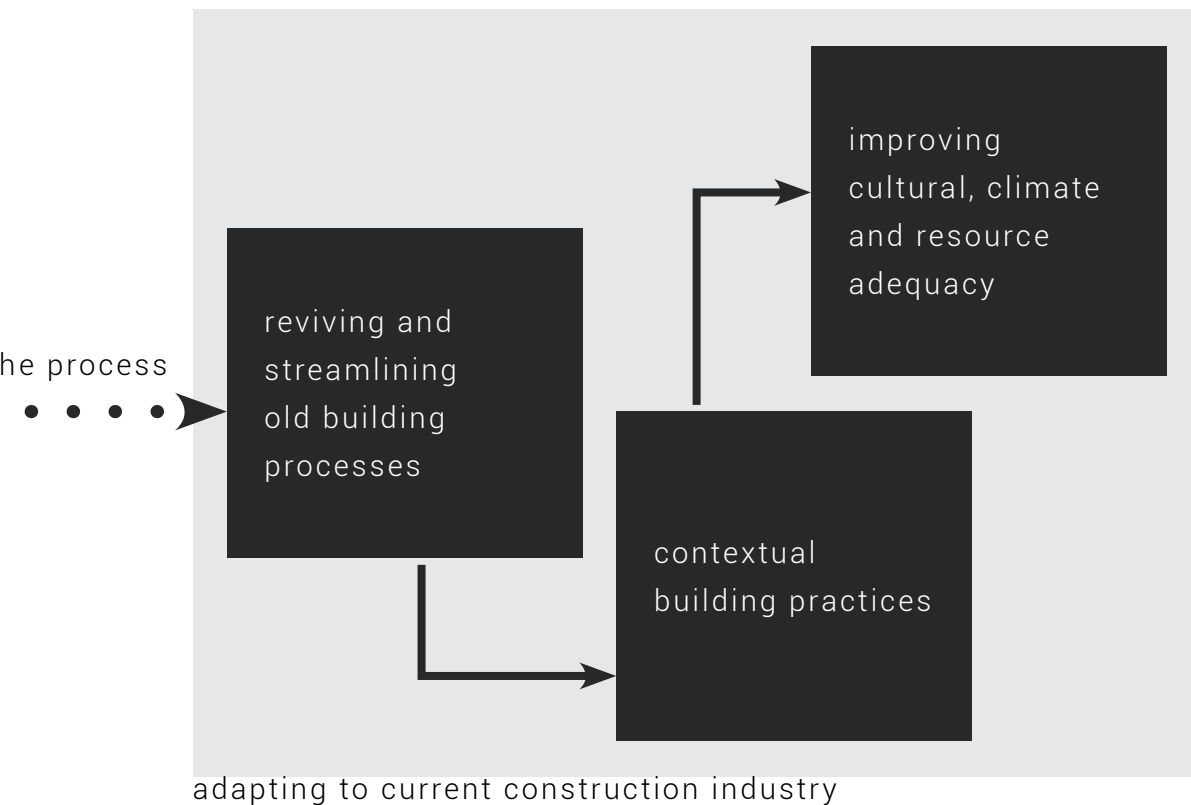 he process
reviving and
streamlining
old building
processes
contextual
building practices
improving
cultural, climate
and resource
adequacy
adapting to current construction industry